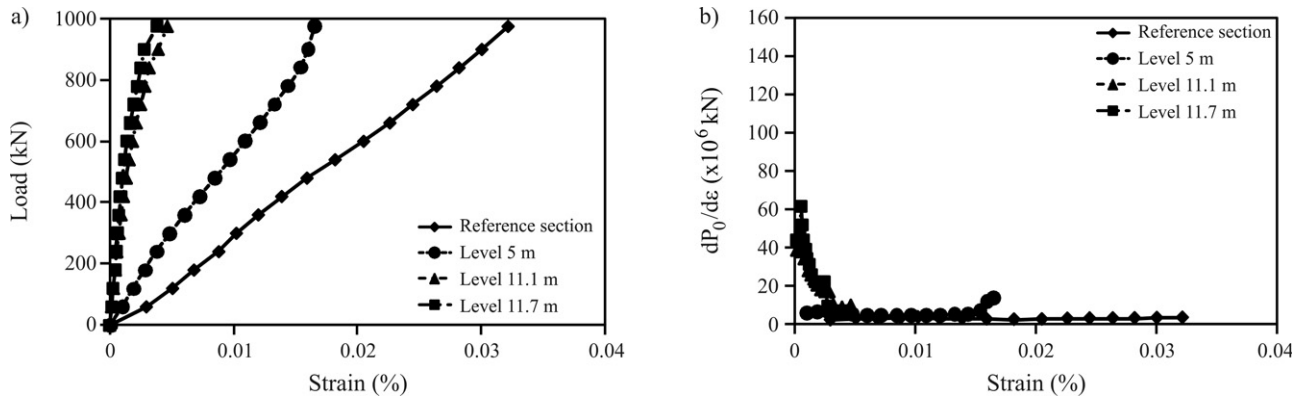 a)
Load (kN)
1000
800
600
400
200
0
Reference section
Level 5 m
Level 11.1 m
Level 11.7 m
0
0.01
0.02
0.03
0.04
Strain (%)
b)
dP₀/dε (x10⁶ kN)
160
140
120
100
80
60
40
20
0
Reference section
Level 5 m
Level 11.1 m
Level 11.7 m
0
0.01
0.02
0.03
0.04
Strain (%)